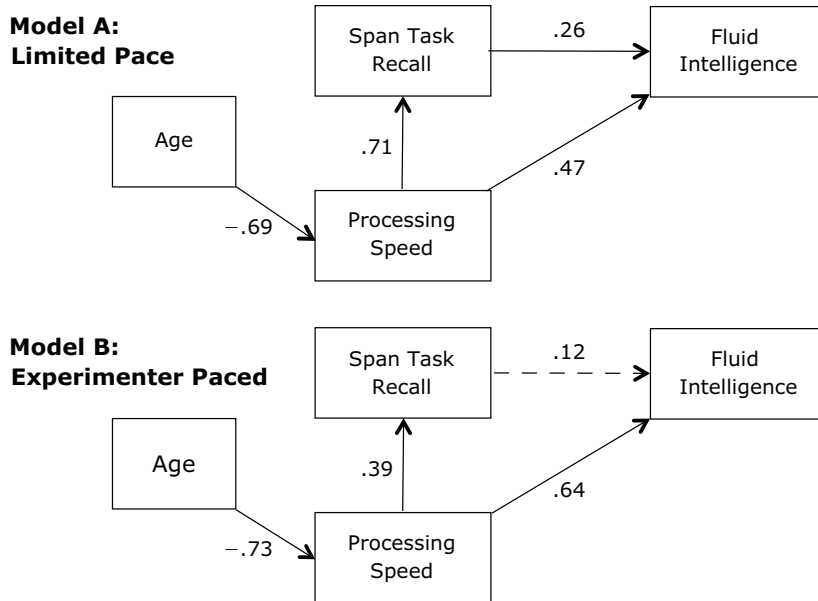 Model A:
Limited Pace
Span Task
Recall
.26
Fluid
Intelligence
Age
.71
.47
−.69
Processing
Speed
Model B:
Experimenter Paced
Span Task
Recall
.12
Fluid
Intelligence
Age
.39
.64
−.73
Processing
Speed